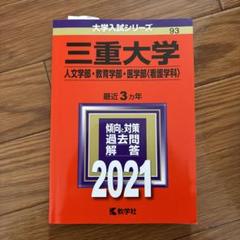 大学入試シリーズ
93
三重大学
人文学部・教育学部・医学部〈看護学科〉
最近3カ年
傾向と対策
過去問
解答
2021
教学社